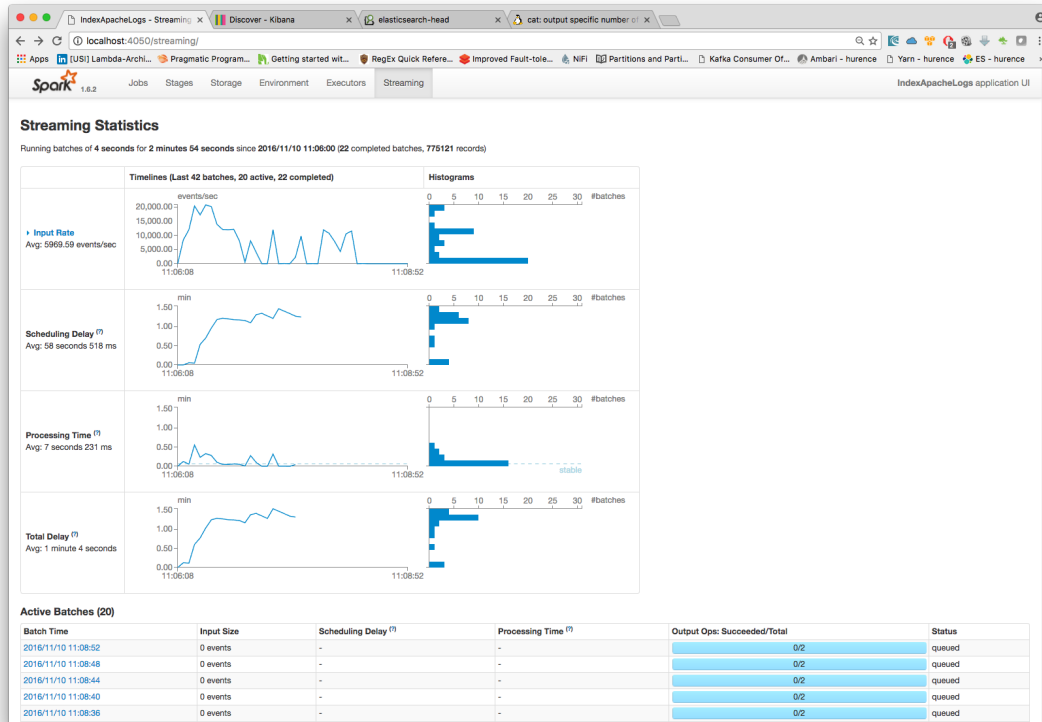 IndexApacheLogs - Streaming
Discover - Kibana
elasticsearch-head
cat: output specific number of
localhost:4050/streaming/
Apps
[USI] Lambda-Archi...
Pragmatic Program...
Getting started wit...
RegEx Quick Refere...
Improved Fault-tole...
NiFi
Partitions and Parti...
Kafka Consumer Of...
Ambari - hurence
Yarn - hurence
ES - hurence
Spark 1.6.2
Jobs
Stages
Storage
Environment
Executors
Streaming
IndexApacheLogs application UI
Streaming Statistics
Running batches of 4 seconds for 2 minutes 54 seconds since 2016/11/10 11:06:00 (22 completed batches, 775121 records)
Timelines (Last 42 batches, 20 active, 22 completed)
Histograms
Input Rate
Avg: 5969.59 events/sec
events/sec
20,000.00
15,000.00
10,000.00
5,000.00
0.00
11:06:08
11:08:52
0 5 10 15 20 25 30 #batches
Scheduling Delay (?)
Avg: 58 seconds 518 ms
min
1.50
1.00
0.50
0.00
11:06:08
11:08:52
0 5 10 15 20 25 30 #batches
Processing Time (?)
Avg: 7 seconds 231 ms
min
1.50
1.00
0.50
0.00
11:06:08
11:08:52
0 5 10 15 20 25 30 #batches
stable
Total Delay (?)
Avg: 1 minute 4 seconds
min
1.50
1.00
0.50
0.00
11:06:08
11:08:52
0 5 10 15 20 25 30 #batches
Active Batches (20)
Batch Time Input Size Scheduling Delay (?) Processing Time (?) Output Ops: Succeeded/Total Status
2016/11/10 11:08:52 0 events - - 0/2 queued
2016/11/10 11:08:48 0 events - - 0/2 queued
2016/11/10 11:08:44 0 events - - 0/2 queued
2016/11/10 11:08:40 0 events - - 0/2 queued
2016/11/10 11:08:36 0 events - - 0/2 queued